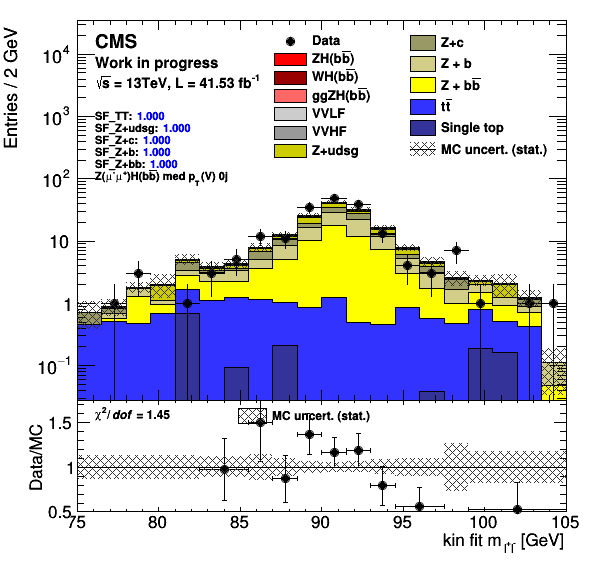 CMS
Work in progress
√s = 13TeV, L = 41.53 fb⁻¹
SF_TT: 1.000
SF_Z+udsg: 1.000
SF_Z+c: 1.000
SF_Z+b: 1.000
SF_Z+bb: 1.000
Z(μ⁻μ⁺)H(bb̅) med p_T(V) 0j
Data
ZH(bb̅)
WH(bb̅)
ggZH(bb̅)
VVLF
VVHF
Z+udsg
Z+c
Z + b
Z + bb̅
tt̅
Single top
MC uncert. (stat.)
Entries / 2 GeV
10⁴
10³
10²
10
1
10⁻¹
χ²/dof = 1.45
MC uncert. (stat.)
Data/MC
1.5
1
0.5
75 80 85 90 95 100 105
kin fit m_l⁺l⁻ [GeV]